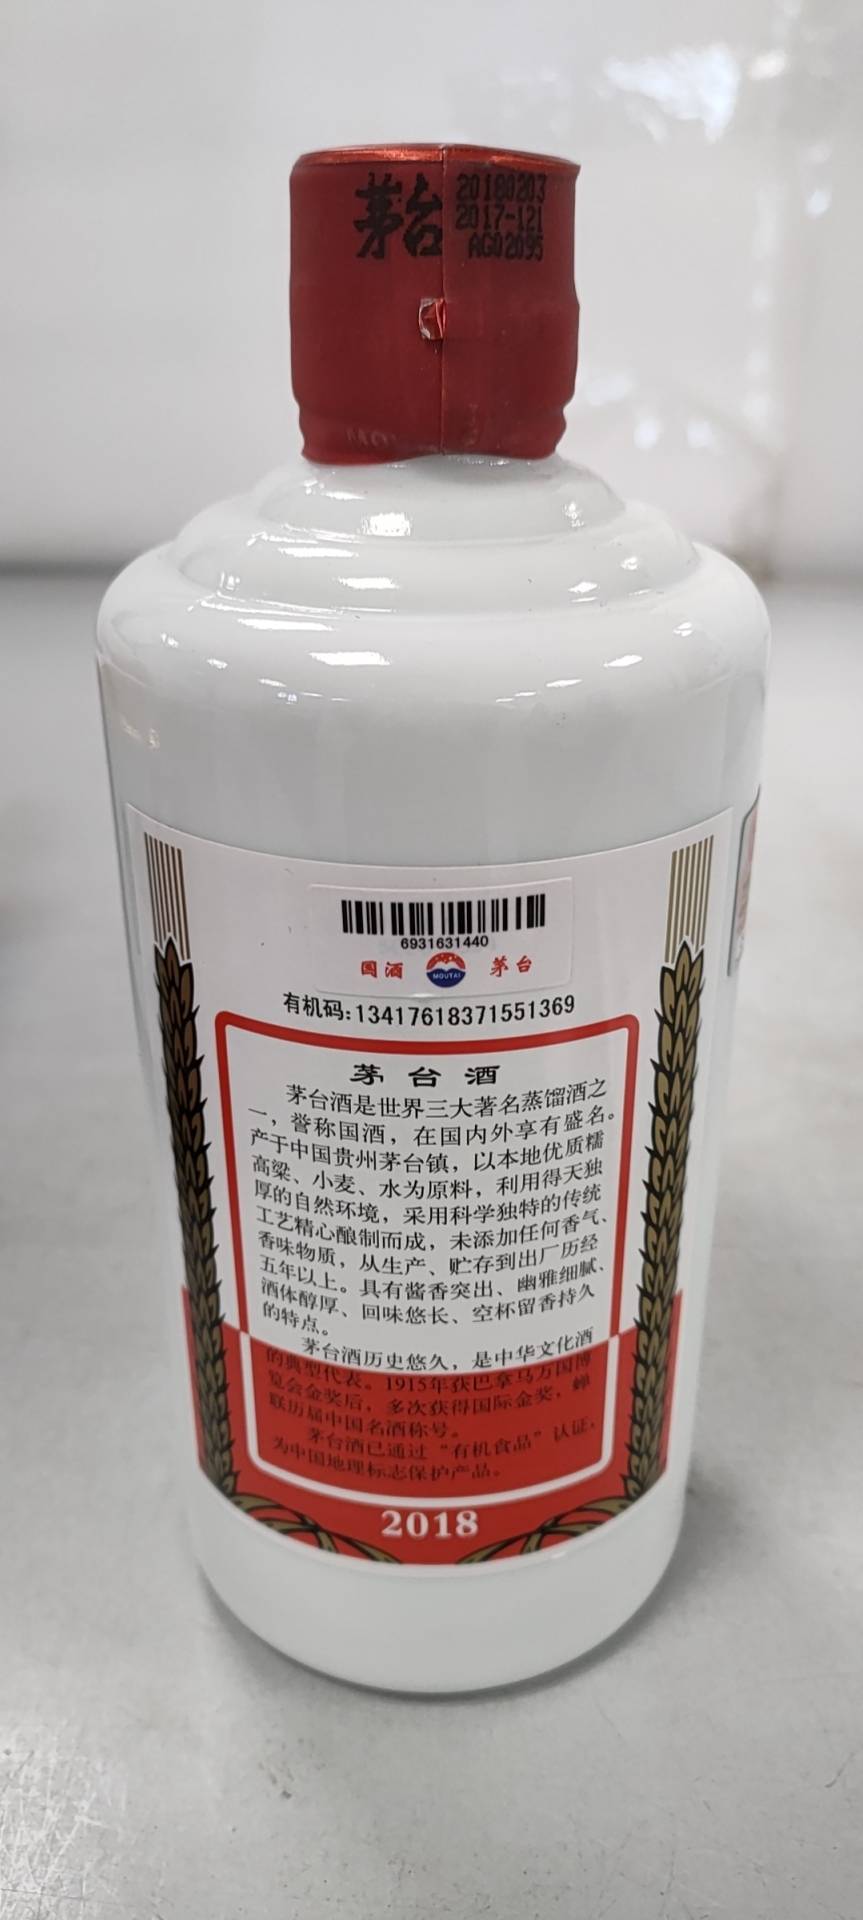 茅台
20180203
2017-121
AG02095
6931631440
国酒
MOUTAI
茅台
有机码:13417618371551369
茅台酒
茅台酒是世界三大著名蒸馏酒之
一，誉称国酒，在国内外享有盛名。
产于中国贵州茅台镇，以本地优质糯
高粱、小麦、水为原料，利用得天独
厚的自然环境，采用科学独特的传统
工艺精心酿制而成，未添加任何香气、
香味物质，从生产、贮存到出厂历经
五年以上。具有酱香突出、幽雅细腻、
酒体醇厚、回味悠长、空杯留香持久
的特点。
茅台酒历史悠久，是中华文化酒
的典型代表。1915年获巴拿马万国博
览会金奖后，多次获得国际金奖，蝉
联历届中国名酒称号。
茅台酒已通过“有机食品”认证，
为中国地理标志保护产品。
2018